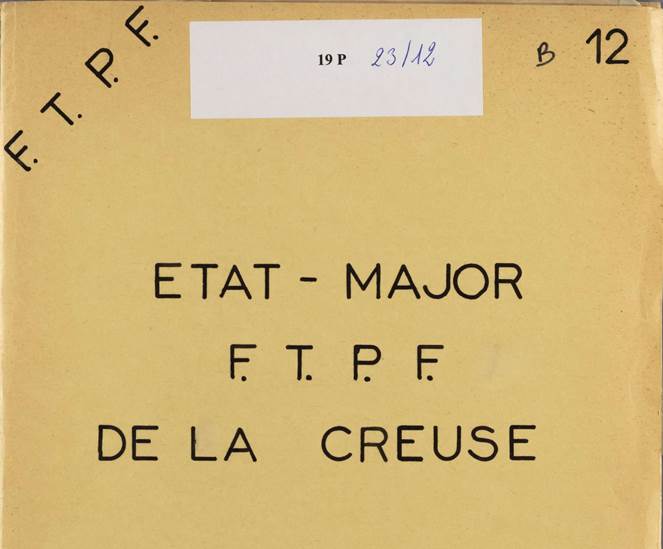 F. T. P. F.
19 P 23/12
B 12
ETAT - MAJOR
F. T. P. F.
DE LA CREUSE